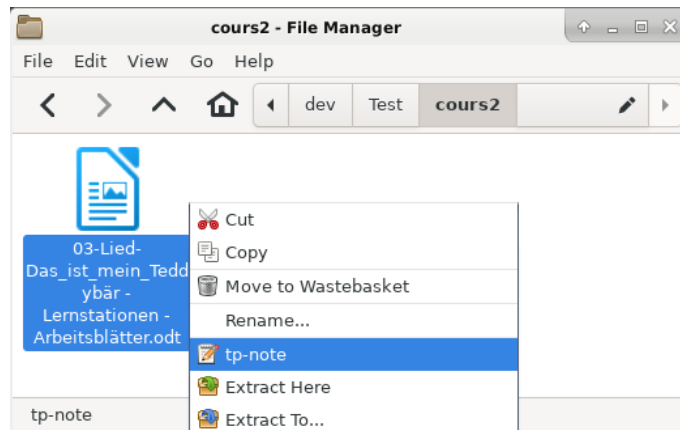 cours2 - File Manager
File Edit View Go Help
dev Test cours2
03-Lied-
Das_ist_mein_Tedd
ybär -
Lernstationen -
Arbeitsblätter.odt
Cut
Copy
Move to Wastebasket
Rename...
tp-note
Extract Here
Extract To...
tp-note